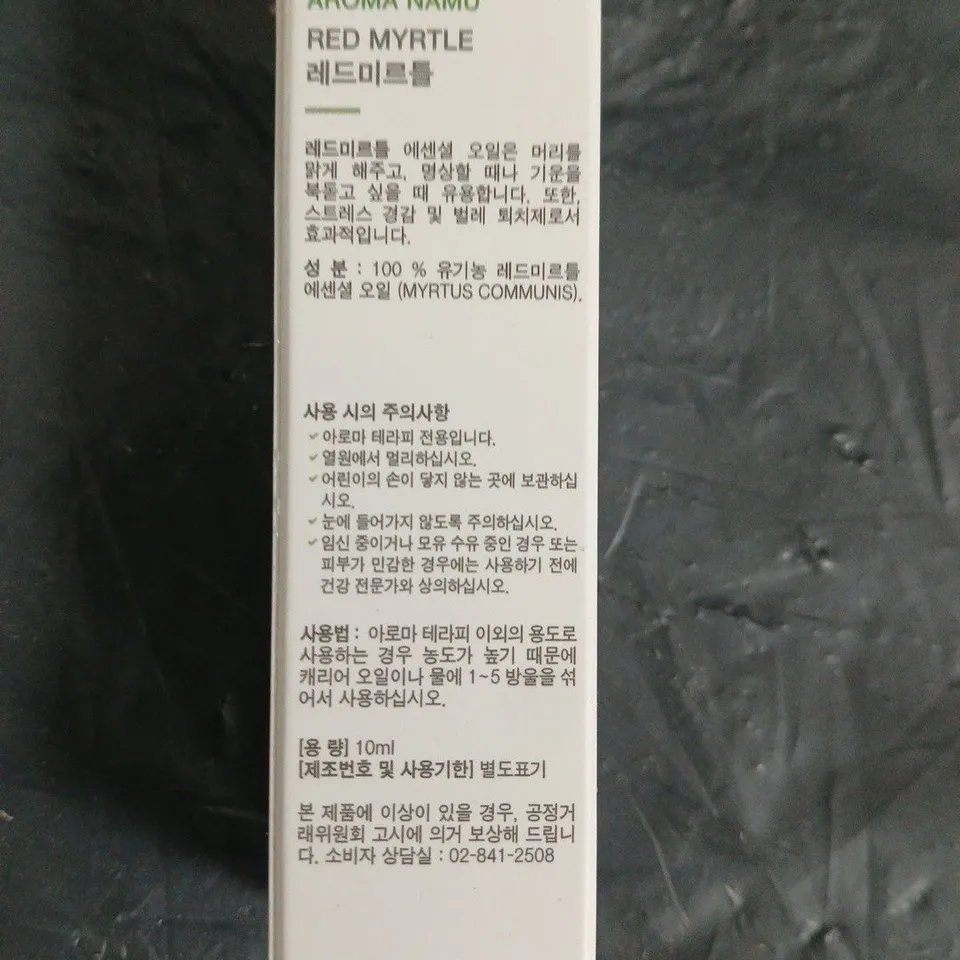 AROMA NAMU
RED MYRTLE
레드미르틀
레드미르틀 에센셜 오일은 머리를
맑게 해주고, 명상할 때나 기운을
북돋고 싶을 때 유용합니다. 또한,
스트레스 경감 및 벌레 퇴치제로서
효과적입니다.
성 분 : 100 % 유기농 레드미르틀
에센셜 오일 (MYRTUS COMMUNIS).
사용 시의 주의사항
✓ 아로마 테라피 전용입니다.
✓ 열원에서 멀리하십시오.
✓ 어린이의 손이 닿지 않는 곳에 보관하십
시오.
✓ 눈에 들어가지 않도록 주의하십시오.
✓ 임신 중이거나 모유 수유 중인 경우 또는
피부가 민감한 경우에는 사용하기 전에
건강 전문가와 상의하십시오.
사용법 : 아로마 테라피 이외의 용도로
사용하는 경우 농도가 높기 때문에
캐리어 오일이나 물에 1~5 방울을 섞
어서 사용하십시오.
[용 량] 10ml
[제조번호 및 사용기한] 별도표기
본 제품에 이상이 있을 경우, 공정거
래위원회 고시에 의거 보상해 드립니
다. 소비자 상담실 : 02-841-2508